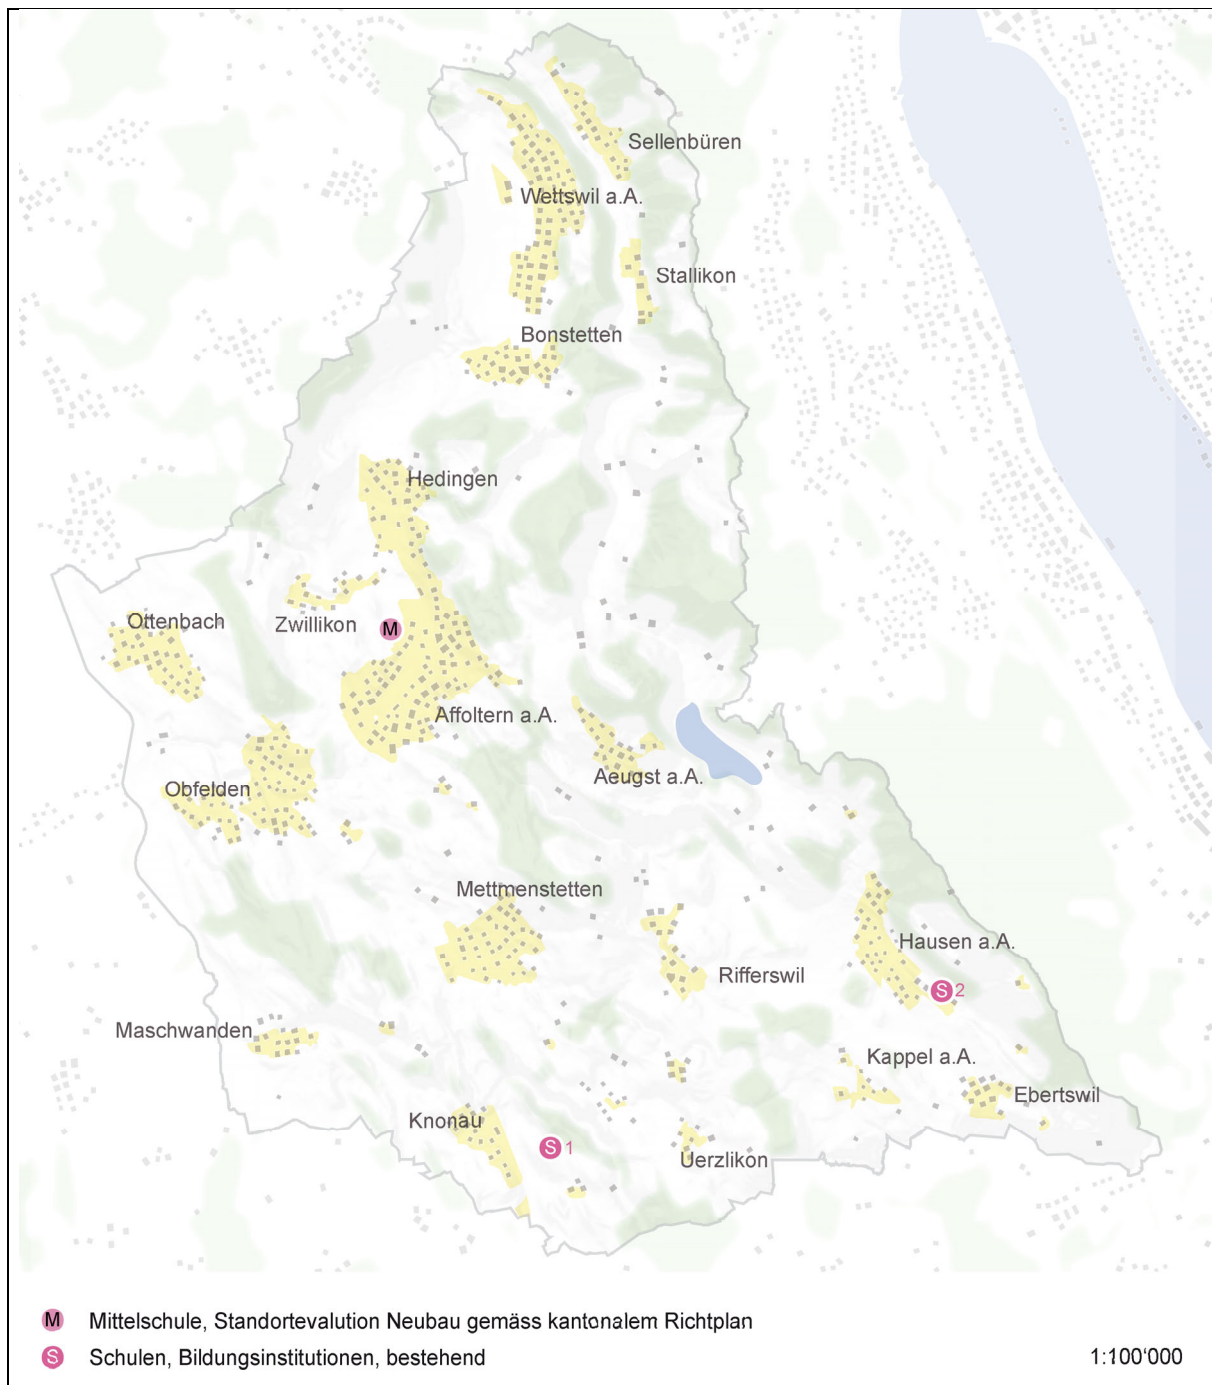 Sellenbüren
Wettswil a.A.
Stallikon
Bonstetten
Hedingen
Ottenbach
Zwillikon
M
Affoltern a.A.
Aeugst a.A.
Obfelden
Mettmenstetten
Hausen a.A.
Rifferswil
S 2
Maschwanden
Kappel a.A.
Ebertswil
Knonau
S 1
Uerzlikon
M Mittelschule, Standortevalution Neubau gemäss kantonalem Richtplan
S Schulen, Bildungsinstitutionen, bestehend
1:100'000